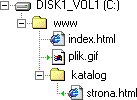 DISK1_VOL1 (C:)
www
index.html
plik.gif
katalog
strona.html